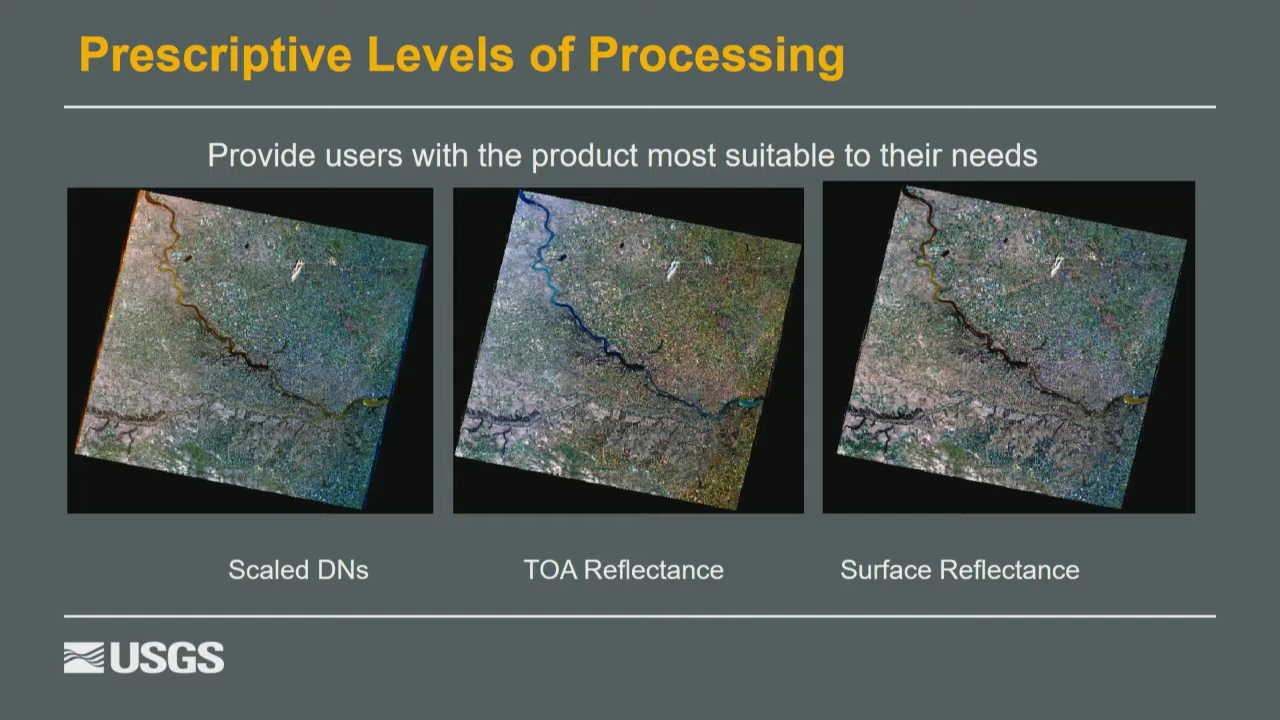 Prescriptive Levels of Processing
Provide users with the product most suitable to their needs
Scaled DNs
TOA Reflectance
Surface Reflectance
USGS